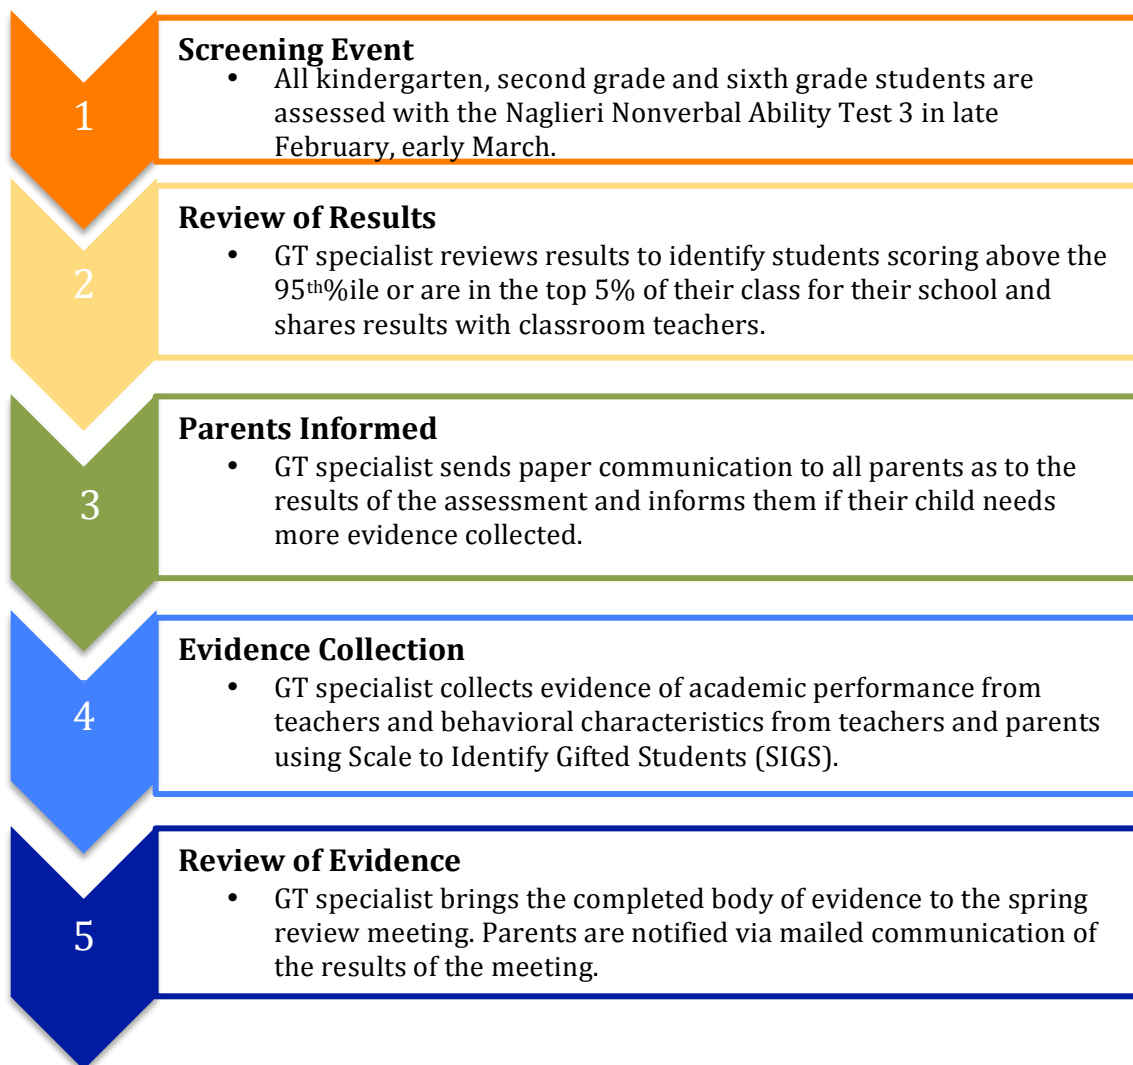 1
Screening Event
• All kindergarten, second grade and sixth grade students are
assessed with the Naglieri Nonverbal Ability Test 3 in late
February, early March.
2
Review of Results
• GT specialist reviews results to identify students scoring above the
95th%ile or are in the top 5% of their class for their school and
shares results with classroom teachers.
3
Parents Informed
• GT specialist sends paper communication to all parents as to the
results of the assessment and informs them if their child needs
more evidence collected.
4
Evidence Collection
• GT specialist collects evidence of academic performance from
teachers and behavioral characteristics from teachers and parents
using Scale to Identify Gifted Students (SIGS).
5
Review of Evidence
• GT specialist brings the completed body of evidence to the spring
review meeting. Parents are notified via mailed communication of
the results of the meeting.